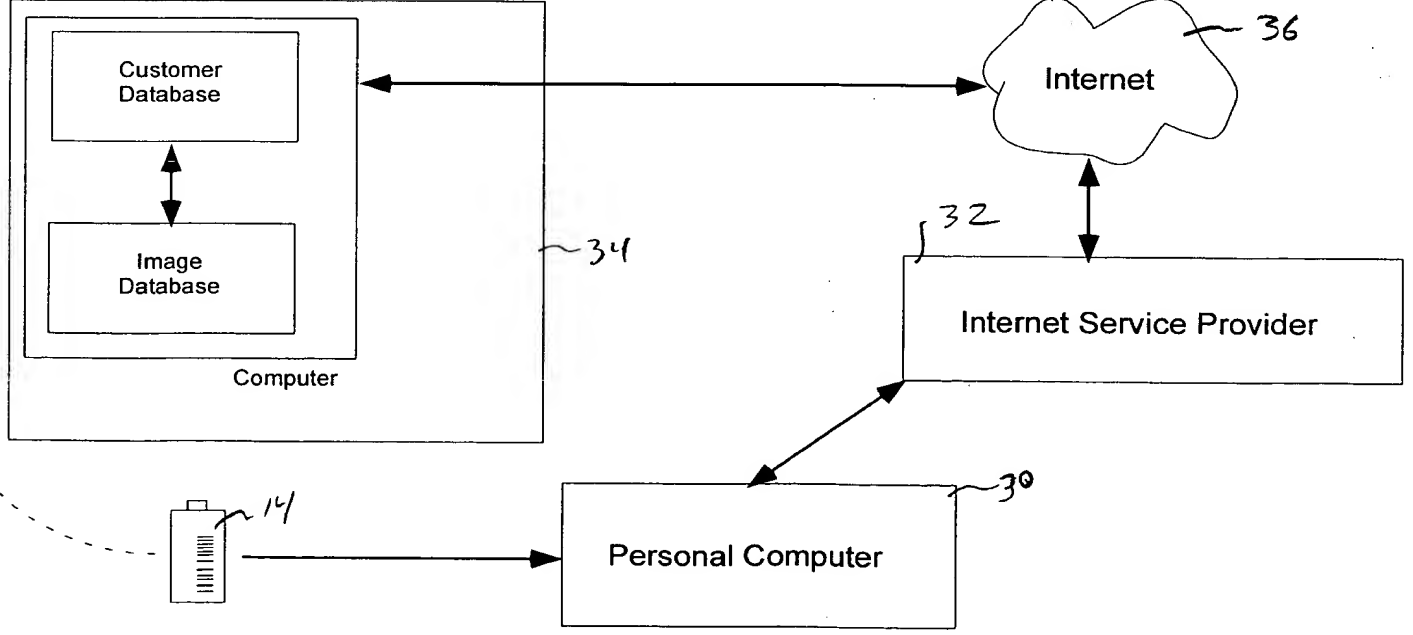 Customer
Database
Internet
36
Image
Database
34
32
Internet Service Provider
Computer
14
30
Personal Computer